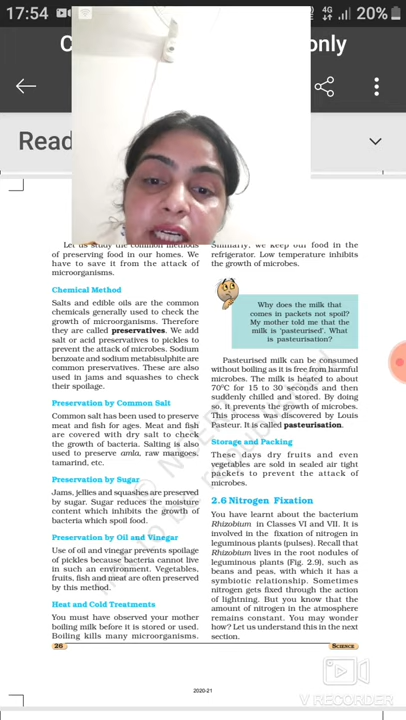 17:54
4G
20%
only
Read
Let us study the common methods
of preserving food in our homes. We
have to save it from the attack of
microorganisms.
Chemical Method
Salts and edible oils are the common
chemicals generally used to check the
growth of microorganisms. Therefore
they are called preservatives. We add
salt or acid preservatives to pickles to
prevent the attack of microbes. Sodium
benzoate and sodium metabisulphite are
common preservatives. These are also
used in jams and squashes to check
their spoilage.
Preservation by Common Salt
Common salt has been used to preserve
meat and fish for ages. Meat and fish
are covered with dry salt to check
the growth of bacteria. Salting is also
used to preserve amla, raw mangoes,
tamarind, etc.
Preservation by Sugar
Jams, jellies and squashes are preserved
by sugar. Sugar reduces the moisture
content which inhibits the growth of
bacteria which spoil food.
Preservation by Oil and Vinegar
Use of oil and vinegar prevents spoilage
of pickles because bacteria cannot live
in such an environment. Vegetables,
fruits, fish and meat are often preserved
by this method.
Heat and Cold Treatments
You must have observed your mother
boiling milk before it is stored or used.
Boiling kills many microorganisms.
Similarly, we keep our food in the
refrigerator. Low temperature inhibits
the growth of microbes.
Why does the milk that
comes in packets not spoil?
My mother told me that the
milk is 'pasteurised'. What
is pasteurisation?
Pasteurised milk can be consumed
without boiling as it is free from harmful
microbes. The milk is heated to about
70°C for 15 to 30 seconds and then
suddenly chilled and stored. By doing
so, it prevents the growth of microbes.
This process was discovered by Louis
Pasteur. It is called pasteurisation.
Storage and Packing
These days dry fruits and even
vegetables are sold in sealed air tight
packets to prevent the attack of
microbes.
2.6 Nitrogen Fixation
You have learnt about the bacterium
Rhizobium in Classes VI and VII. It is
involved in the fixation of nitrogen in
leguminous plants (pulses). Recall that
Rhizobium lives in the root nodules of
leguminous plants (Fig. 2.9), such as
beans and peas, with which it has a
symbiotic relationship. Sometimes
nitrogen gets fixed through the action
of lightning. But you know that the
amount of nitrogen in the atmosphere
remains constant. You may wonder
how? Let us understand this in the next
section.
26
SCIENCE
2020-21
V RECORDER